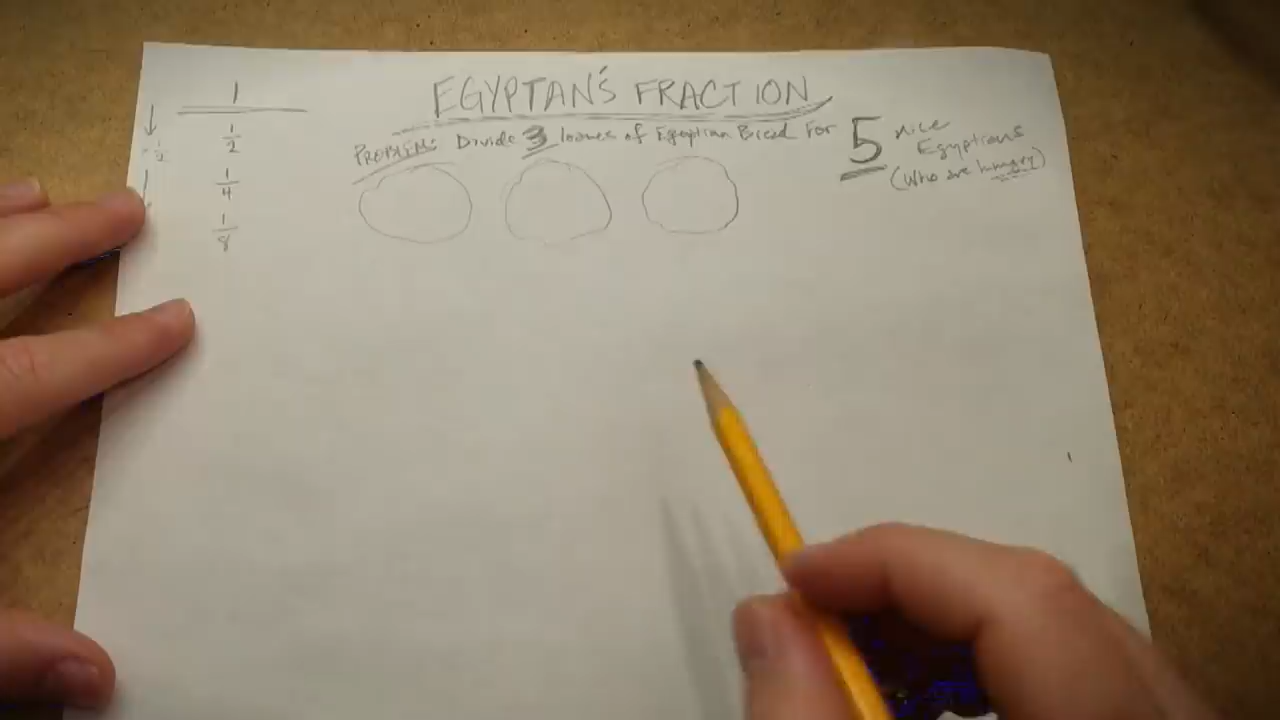 EGYPTAN'S FRACTION
PROBLEM: Divide 3 loaves of Egyptian Bread For 5 nice
Egyptians
(Who are hungry)
1
1/2
1/4
1/8